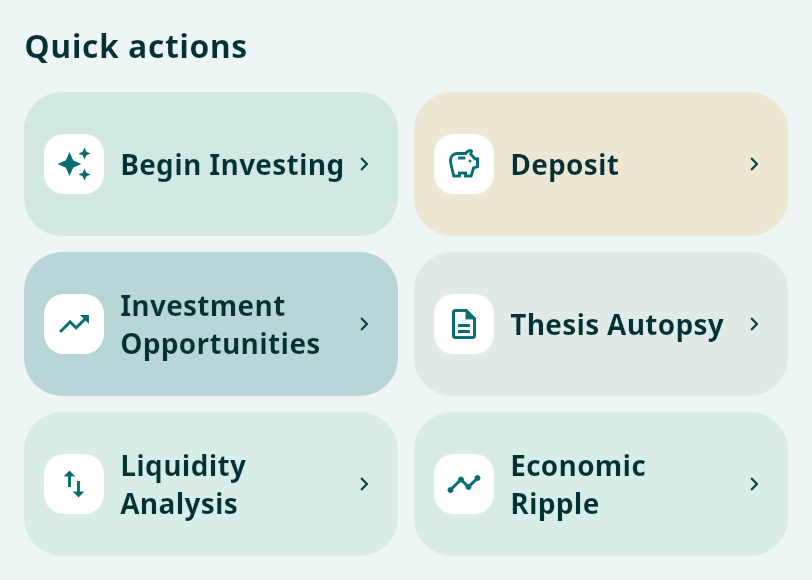 Quick actions
Begin Investing
Deposit
Investment
Opportunities
Thesis Autopsy
Liquidity
Analysis
Economic
Ripple